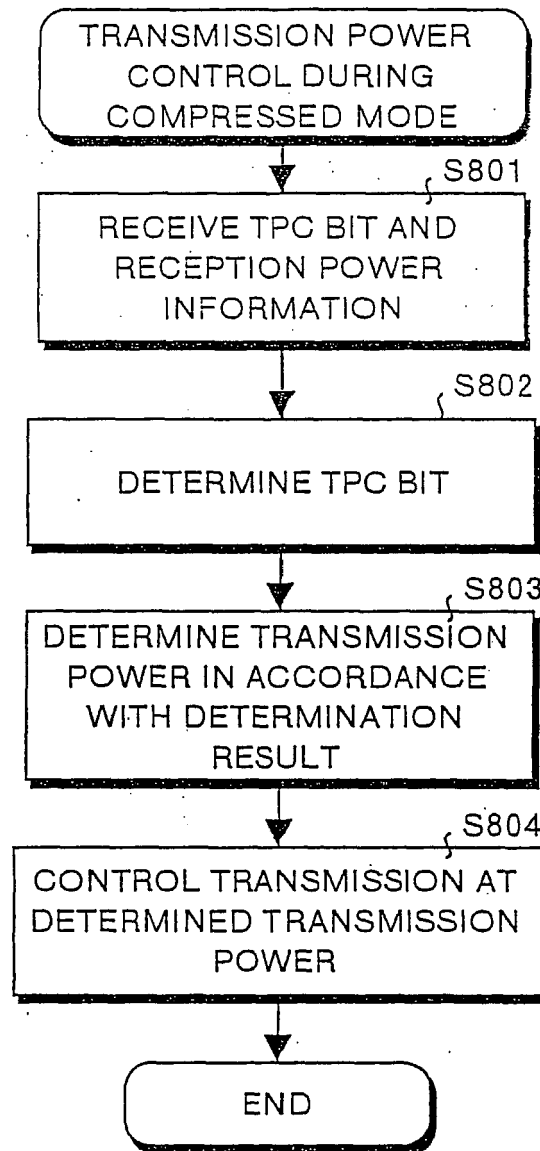 TRANSMISSION POWER
CONTROL DURING
COMPRESSED MODE
S801
RECEIVE TPC BIT AND
RECEPTION POWER
INFORMATION
S802
DETERMINE TPC BIT
S803
DETERMINE TRANSMISSION
POWER IN ACCORDANCE
WITH DETERMINATION
RESULT
S804
CONTROL TRANSMISSION AT
DETERMINED TRANSMISSION
POWER
END